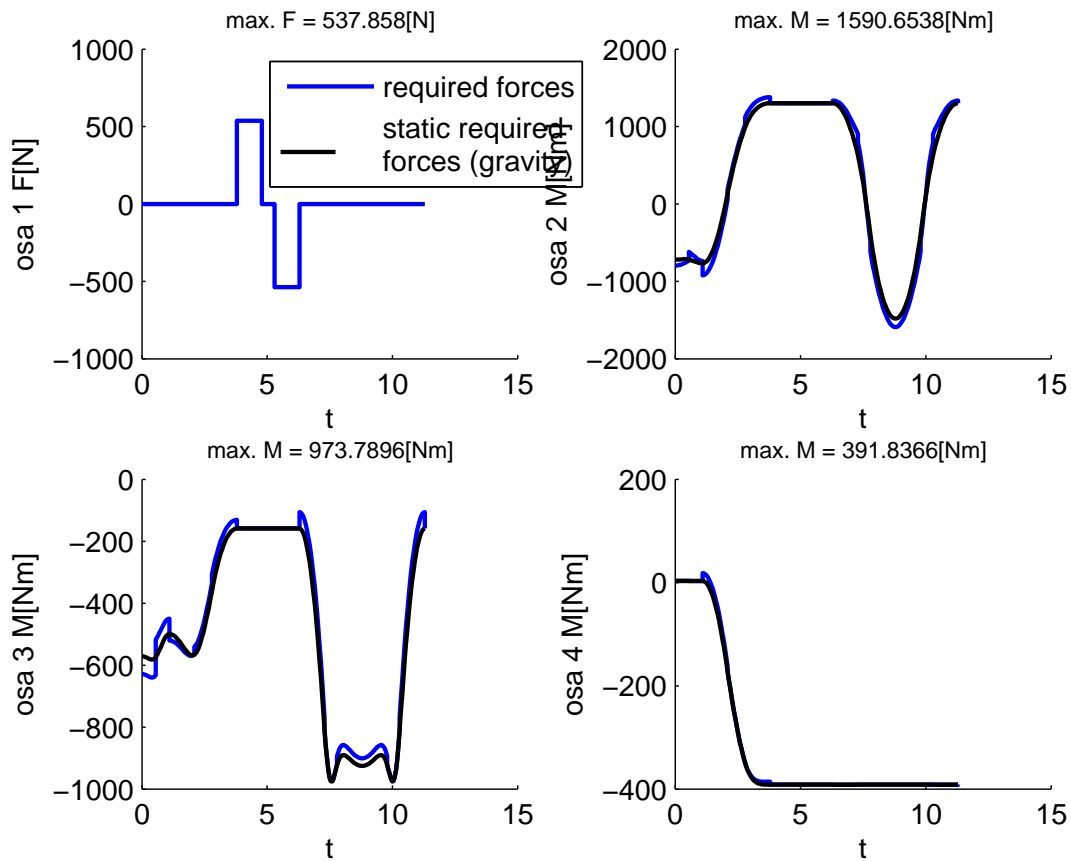 max. F = 537.858[N]
1000
500
0
−500
−1000
osa 1 F[N]
0
5
10
15
t
required forces
static required
forces (gravity)
max. M = 1590.6538[Nm]
2000
1000
0
−1000
−2000
osa 2 M[Nm]
0
5
10
15
t
max. M = 973.7896[Nm]
0
−200
−400
−600
−800
−1000
osa 3 M[Nm]
0
5
10
15
t
max. M = 391.8366[Nm]
200
0
−200
−400
osa 4 M[Nm]
0
5
10
15
t